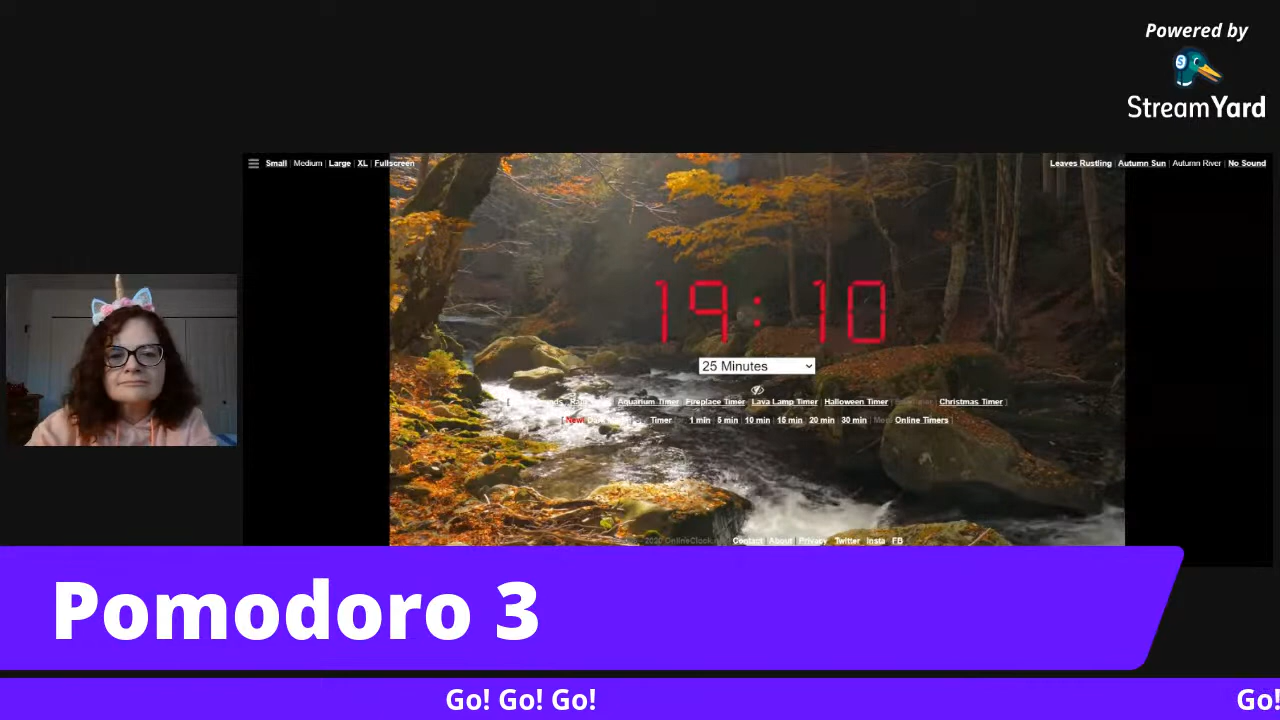 Powered by
StreamYard
Small | Medium | Large | XL | Fullscreen
Leaves Rustling | Autumn Sun | Autumn River | No Sound
19: 10
25 Minutes
Aquarium Timer | Fireplace Timer | Lava Lamp Timer | Halloween Timer | Christmas Timer
New! Timer 1 min | 5 min | 10 min | 15 min | 20 min | 30 min | Online Timers
Contact | About | Privacy Twitter Insta FB
Pomodoro 3
Go! Go! Go!
Go!